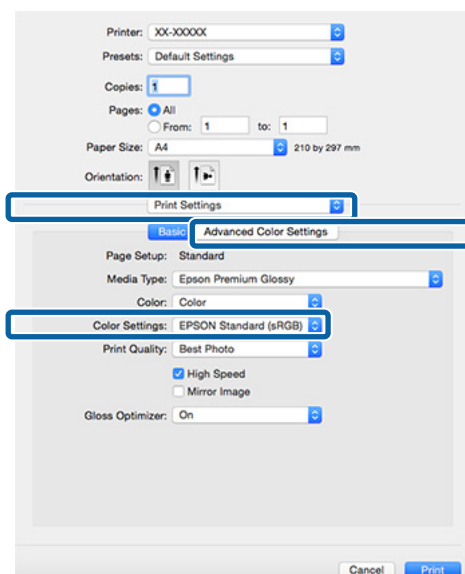 Printer: XX-XXXXX
Presets: Default Settings
Copies: 1
Pages: All
From: 1 to: 1
Paper Size: A4 210 by 297 mm
Orientation:
Print Settings
Basic Advanced Color Settings
Page Setup: Standard
Media Type: Epson Premium Glossy
Color: Color
Color Settings: EPSON Standard (sRGB)
Print Quality: Best Photo
High Speed
Mirror Image
Gloss Optimizer: On
Cancel Print